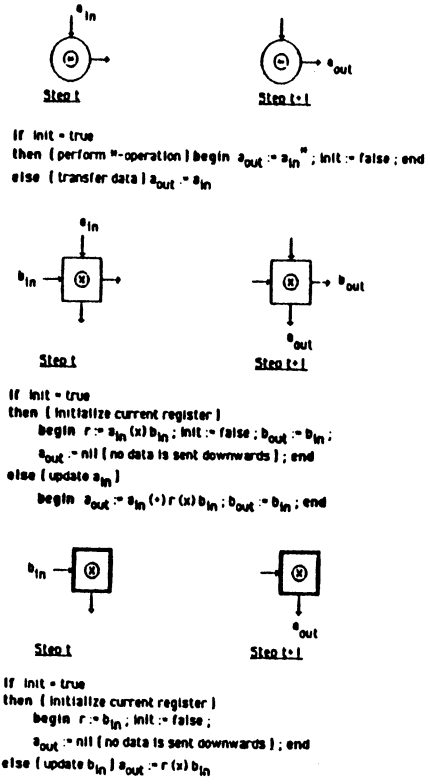 a_in
⊛ ⊛ a_out
Step t Step t+1
if init = true
then { perform *-operation } begin a_out := a_in* ; init := false ; end
else { transfer data } a_out := a_in
a_in
b_in ⊗ ⊗ b_out
a_out
Step t Step t+1
if init = true
then { initialize current register }
begin r := a_in (x) b_in ; init := false ; b_out := b_in ;
a_out := nil { no data is sent downwards } ; end
else { update a_in }
begin a_out := a_in (+) r (x) b_in ; b_out := b_in ; end
b_in ⊗ ⊗
a_out
Step t Step t+1
if init = true
then { initialize current register }
begin r := b_in ; init := false ;
a_out := nil { no data is sent downwards } ; end
else { update b_in } a_out := r (x) b_in